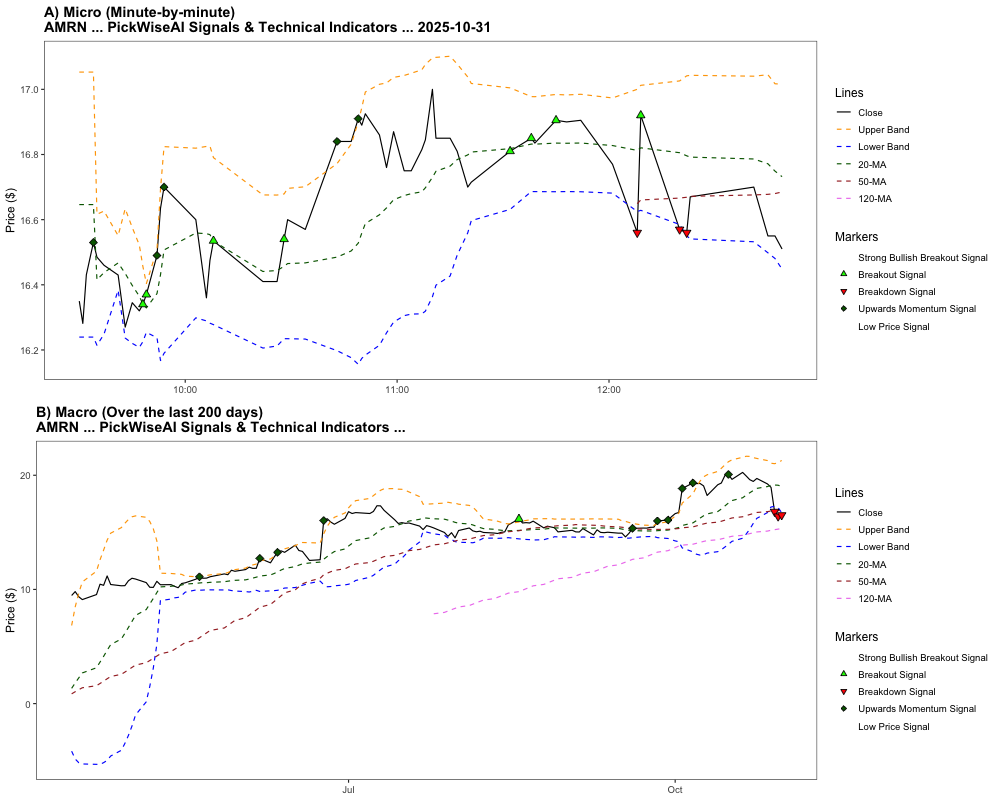 A) Micro (Minute-by-minute)
AMRN ... PickWiseAI Signals & Technical Indicators ... 2025-10-31
Price ($)
17.0
16.8
16.6
16.4
16.2
10:00
11:00
12:00
Lines
Close
Upper Band
Lower Band
20-MA
50-MA
120-MA
Markers
Strong Bullish Breakout Signal
Breakout Signal
Breakdown Signal
Upwards Momentum Signal
Low Price Signal
B) Macro (Over the last 200 days)
AMRN ... PickWiseAI Signals & Technical Indicators ...
Price ($)
20
10
0
Jul
Oct
Lines
Close
Upper Band
Lower Band
20-MA
50-MA
120-MA
Markers
Strong Bullish Breakout Signal
Breakout Signal
Breakdown Signal
Upwards Momentum Signal
Low Price Signal